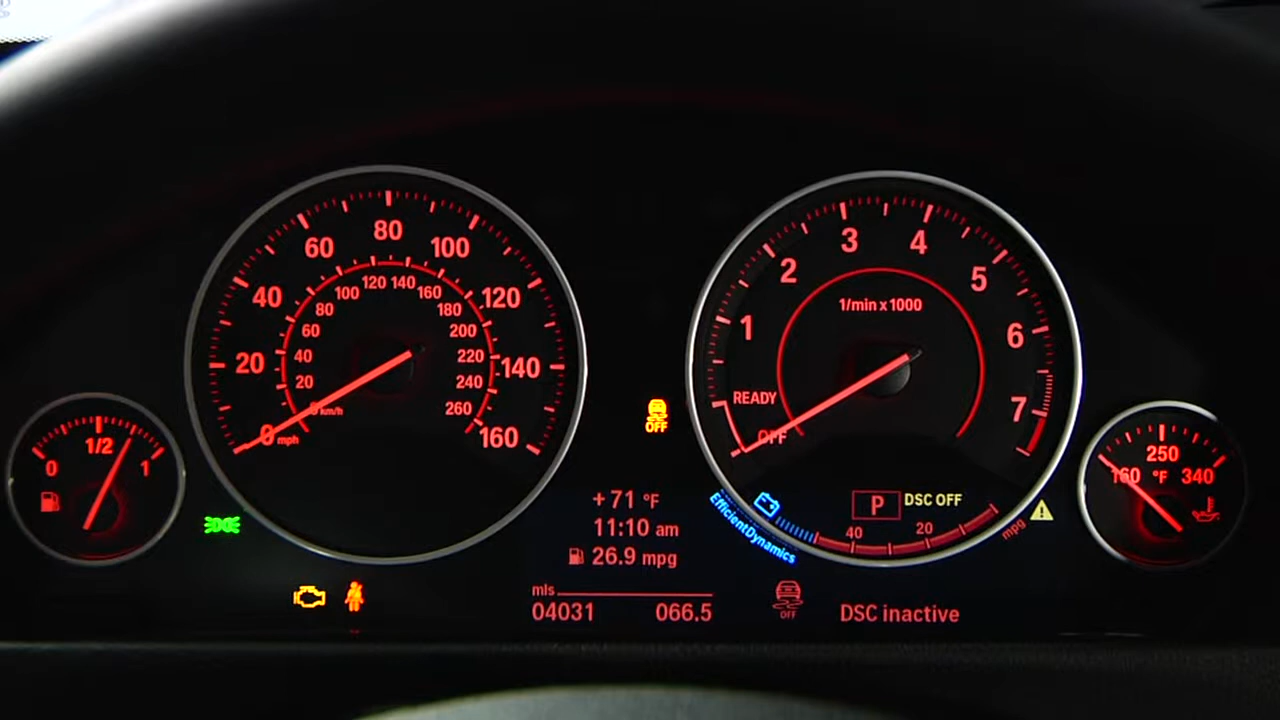 0 1/2 1
0 20 40 60 80 100 120 140 160
mph
0 20 40 60 80 100 120 140 160 180 200 220 240 260
km/h
OFF
+71 °F
11:10 am
26.9 mpg
mls
04031 066.5
1 2 3 4 5 6 7
1/min x 1000
READY
OFF
P DSC OFF
40 20 mpg
EfficientDynamics
OFF
DSC inactive
160 250 340
°F